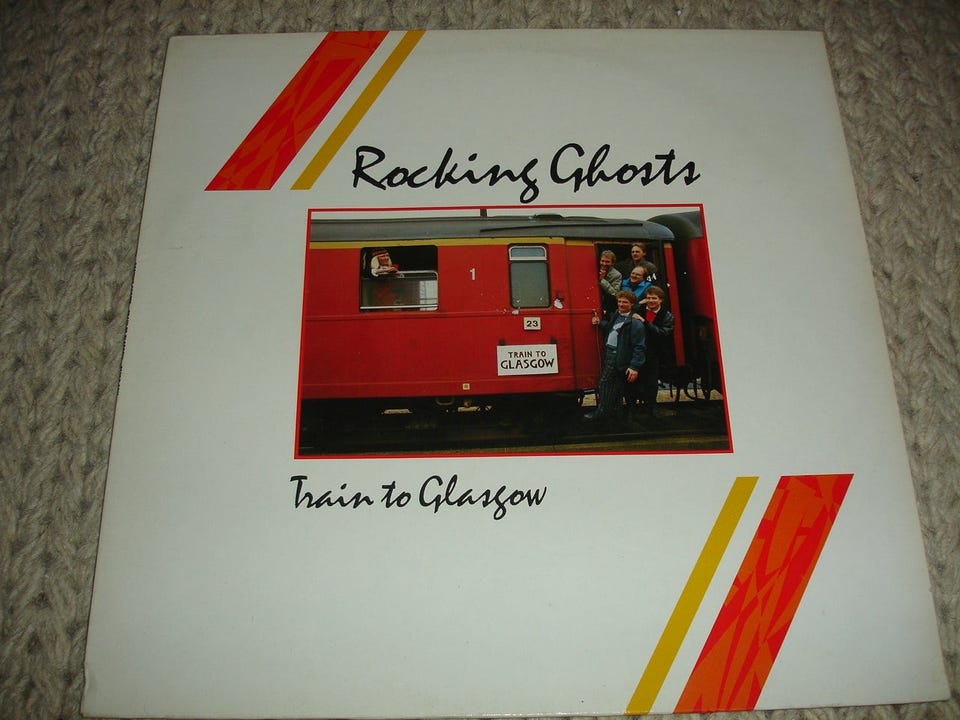 Rocking Ghosts
1
23
TRAIN TO
GLASGOW
Train to Glasgow